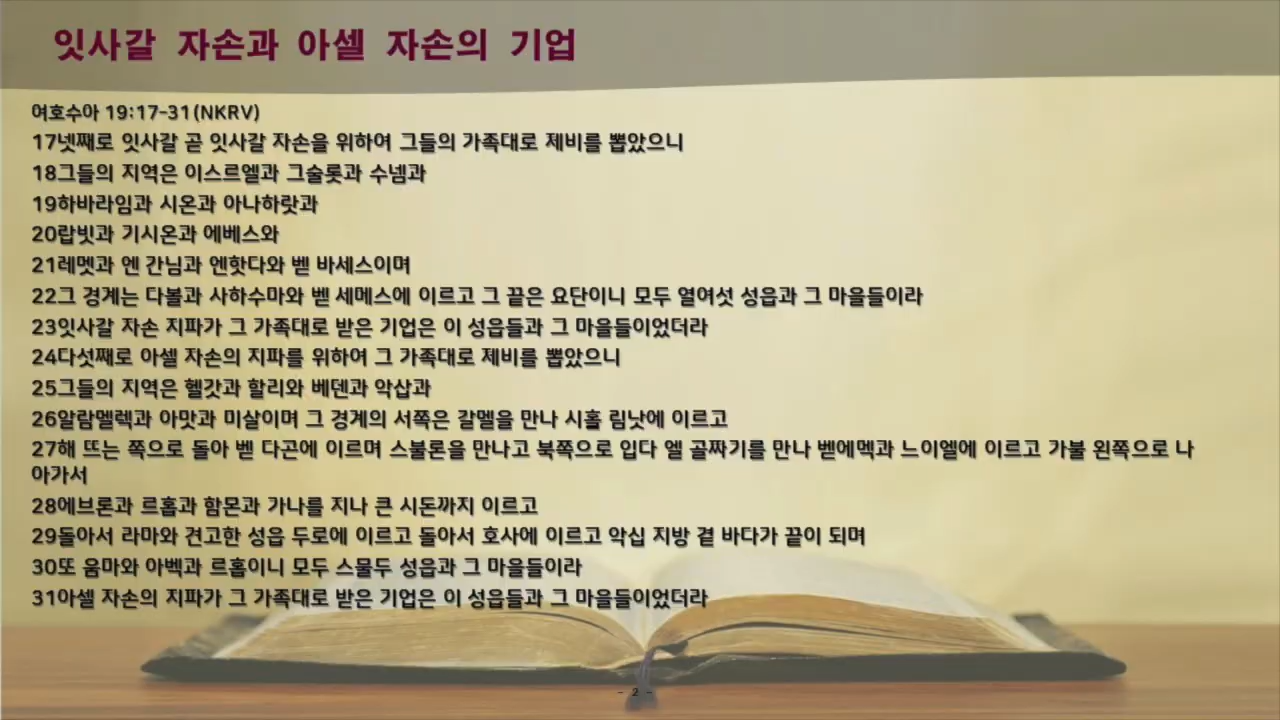 잇사갈 자손과 아셀 자손의 기업
여호수아 19:17-31(NKRV)
17넷째로 잇사갈 곧 잇사갈 자손을 위하여 그들의 가족대로 제비를 뽑았으니
18그들의 지역은 이스르엘과 그술롯과 수넴과
19하바라임과 시온과 아나하랏과
20랍빗과 기시온과 에베스와
21레멧과 엔 간님과 엔핫다와 벧 바세스이며
22그 경계는 다볼과 사하수마와 벧 세메스에 이르고 그 끝은 요단이니 모두 열여섯 성읍과 그 마을들이라
23잇사갈 자손 지파가 그 가족대로 받은 기업은 이 성읍들과 그 마을들이었더라
24다섯째로 아셀 자손의 지파를 위하여 그 가족대로 제비를 뽑았으니
25그들의 지역은 헬갓과 할리와 베덴과 악삽과
26알람멜렉과 아맛과 미살이며 그 경계의 서쪽은 갈멜을 만나 시홀 림낫에 이르고
27해 뜨는 쪽으로 돌아 벧 다곤에 이르며 스불론을 만나고 북쪽으로 입다 엘 골짜기를 만나 벧에멕과 느이엘에 이르고 가불 왼쪽으로 나
아가서
28에브론과 르홉과 함몬과 가나를 지나 큰 시돈까지 이르고
29돌아서 라마와 견고한 성읍 두로에 이르고 돌아서 호사에 이르고 악십 지방 곁 바다가 끝이 되며
30또 움마와 아벡과 르홉이니 모두 스물두 성읍과 그 마을들이라
31아셀 자손의 지파가 그 가족대로 받은 기업은 이 성읍들과 그 마을들이었더라
- 2 -